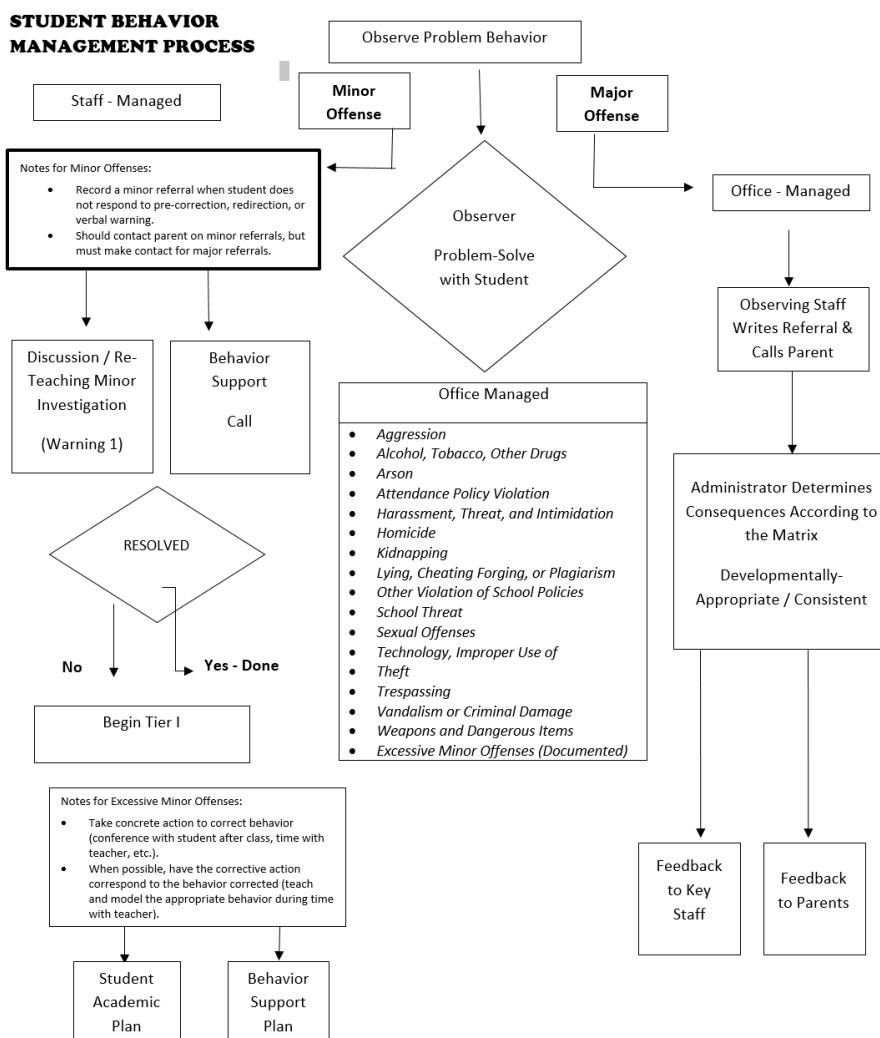 STUDENT BEHAVIOR
MANAGEMENT PROCESS
Observe Problem Behavior
Staff - Managed
Minor
Offense
Major
Offense
Notes for Minor Offenses:
• Record a minor referral when student does
not respond to pre-correction, redirection, or
verbal warning.
• Should contact parent on minor referrals, but
must make contact for major referrals.
Observer
Problem-Solve
with Student
Office - Managed
Observing Staff
Writes Referral &
Calls Parent
Discussion / Re-
Teaching Minor
Investigation
(Warning 1)
Behavior
Support
Call
Office Managed
• Aggression
• Alcohol, Tobacco, Other Drugs
• Arson
• Attendance Policy Violation
• Harassment, Threat, and Intimidation
• Homicide
• Kidnapping
• Lying, Cheating Forging, or Plagiarism
• Other Violation of School Policies
• School Threat
• Sexual Offenses
• Technology, Improper Use of
• Theft
• Trespassing
• Vandalism or Criminal Damage
• Weapons and Dangerous Items
• Excessive Minor Offenses (Documented)
Administrator Determines
Consequences According to
the Matrix
Developmentally-
Appropriate / Consistent
RESOLVED
No
Yes - Done
Begin Tier I
Notes for Excessive Minor Offenses:
• Take concrete action to correct behavior
(conference with student after class, time with
teacher, etc.).
• When possible, have the corrective action
correspond to the behavior corrected (teach
and model the appropriate behavior during time
with teacher).
Feedback
to Key
Staff
Feedback
to Parents
Student
Academic
Plan
Behavior
Support
Plan